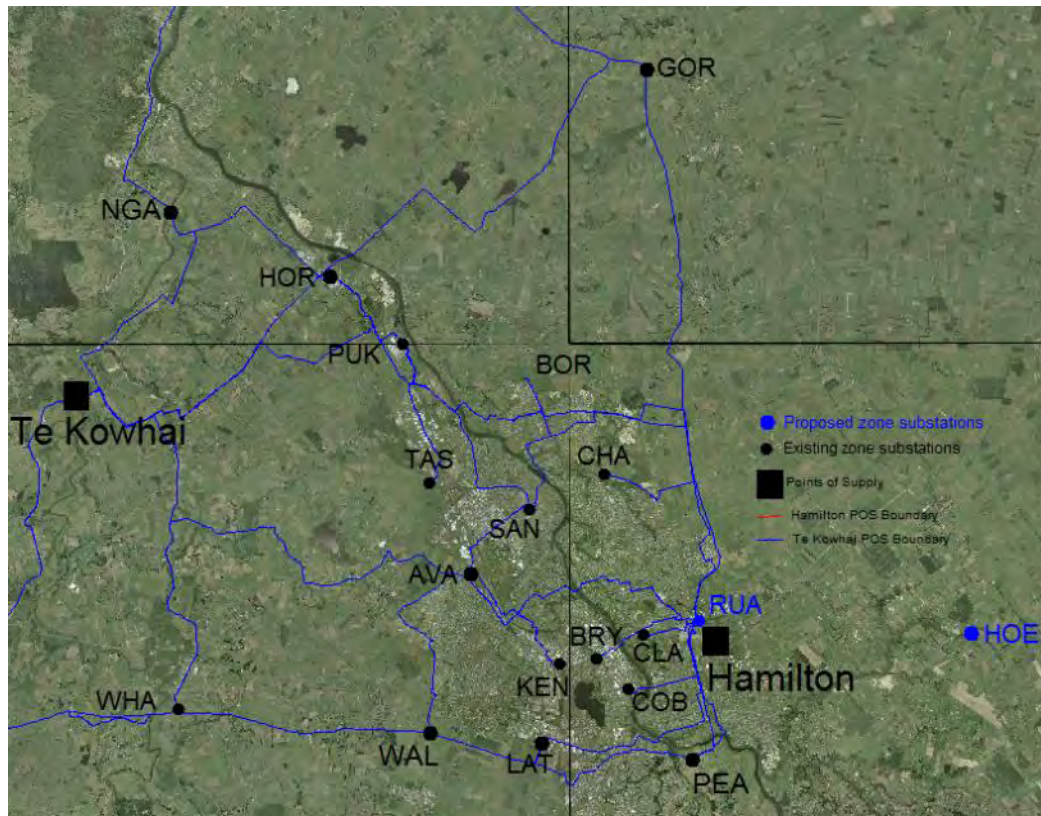 GOR
NGA
HOR
PUK
BOR
Te Kowhai
Proposed zone substations
Existing zone substations
TAS
CHA
Points of Supply
SAN
Hamilton POS Boundary
Te Kowhai POS Boundary
AVA
RUA
BRY
CLA
HOE
KEN
Hamilton
COB
WHA
WAL
LAT
PEA